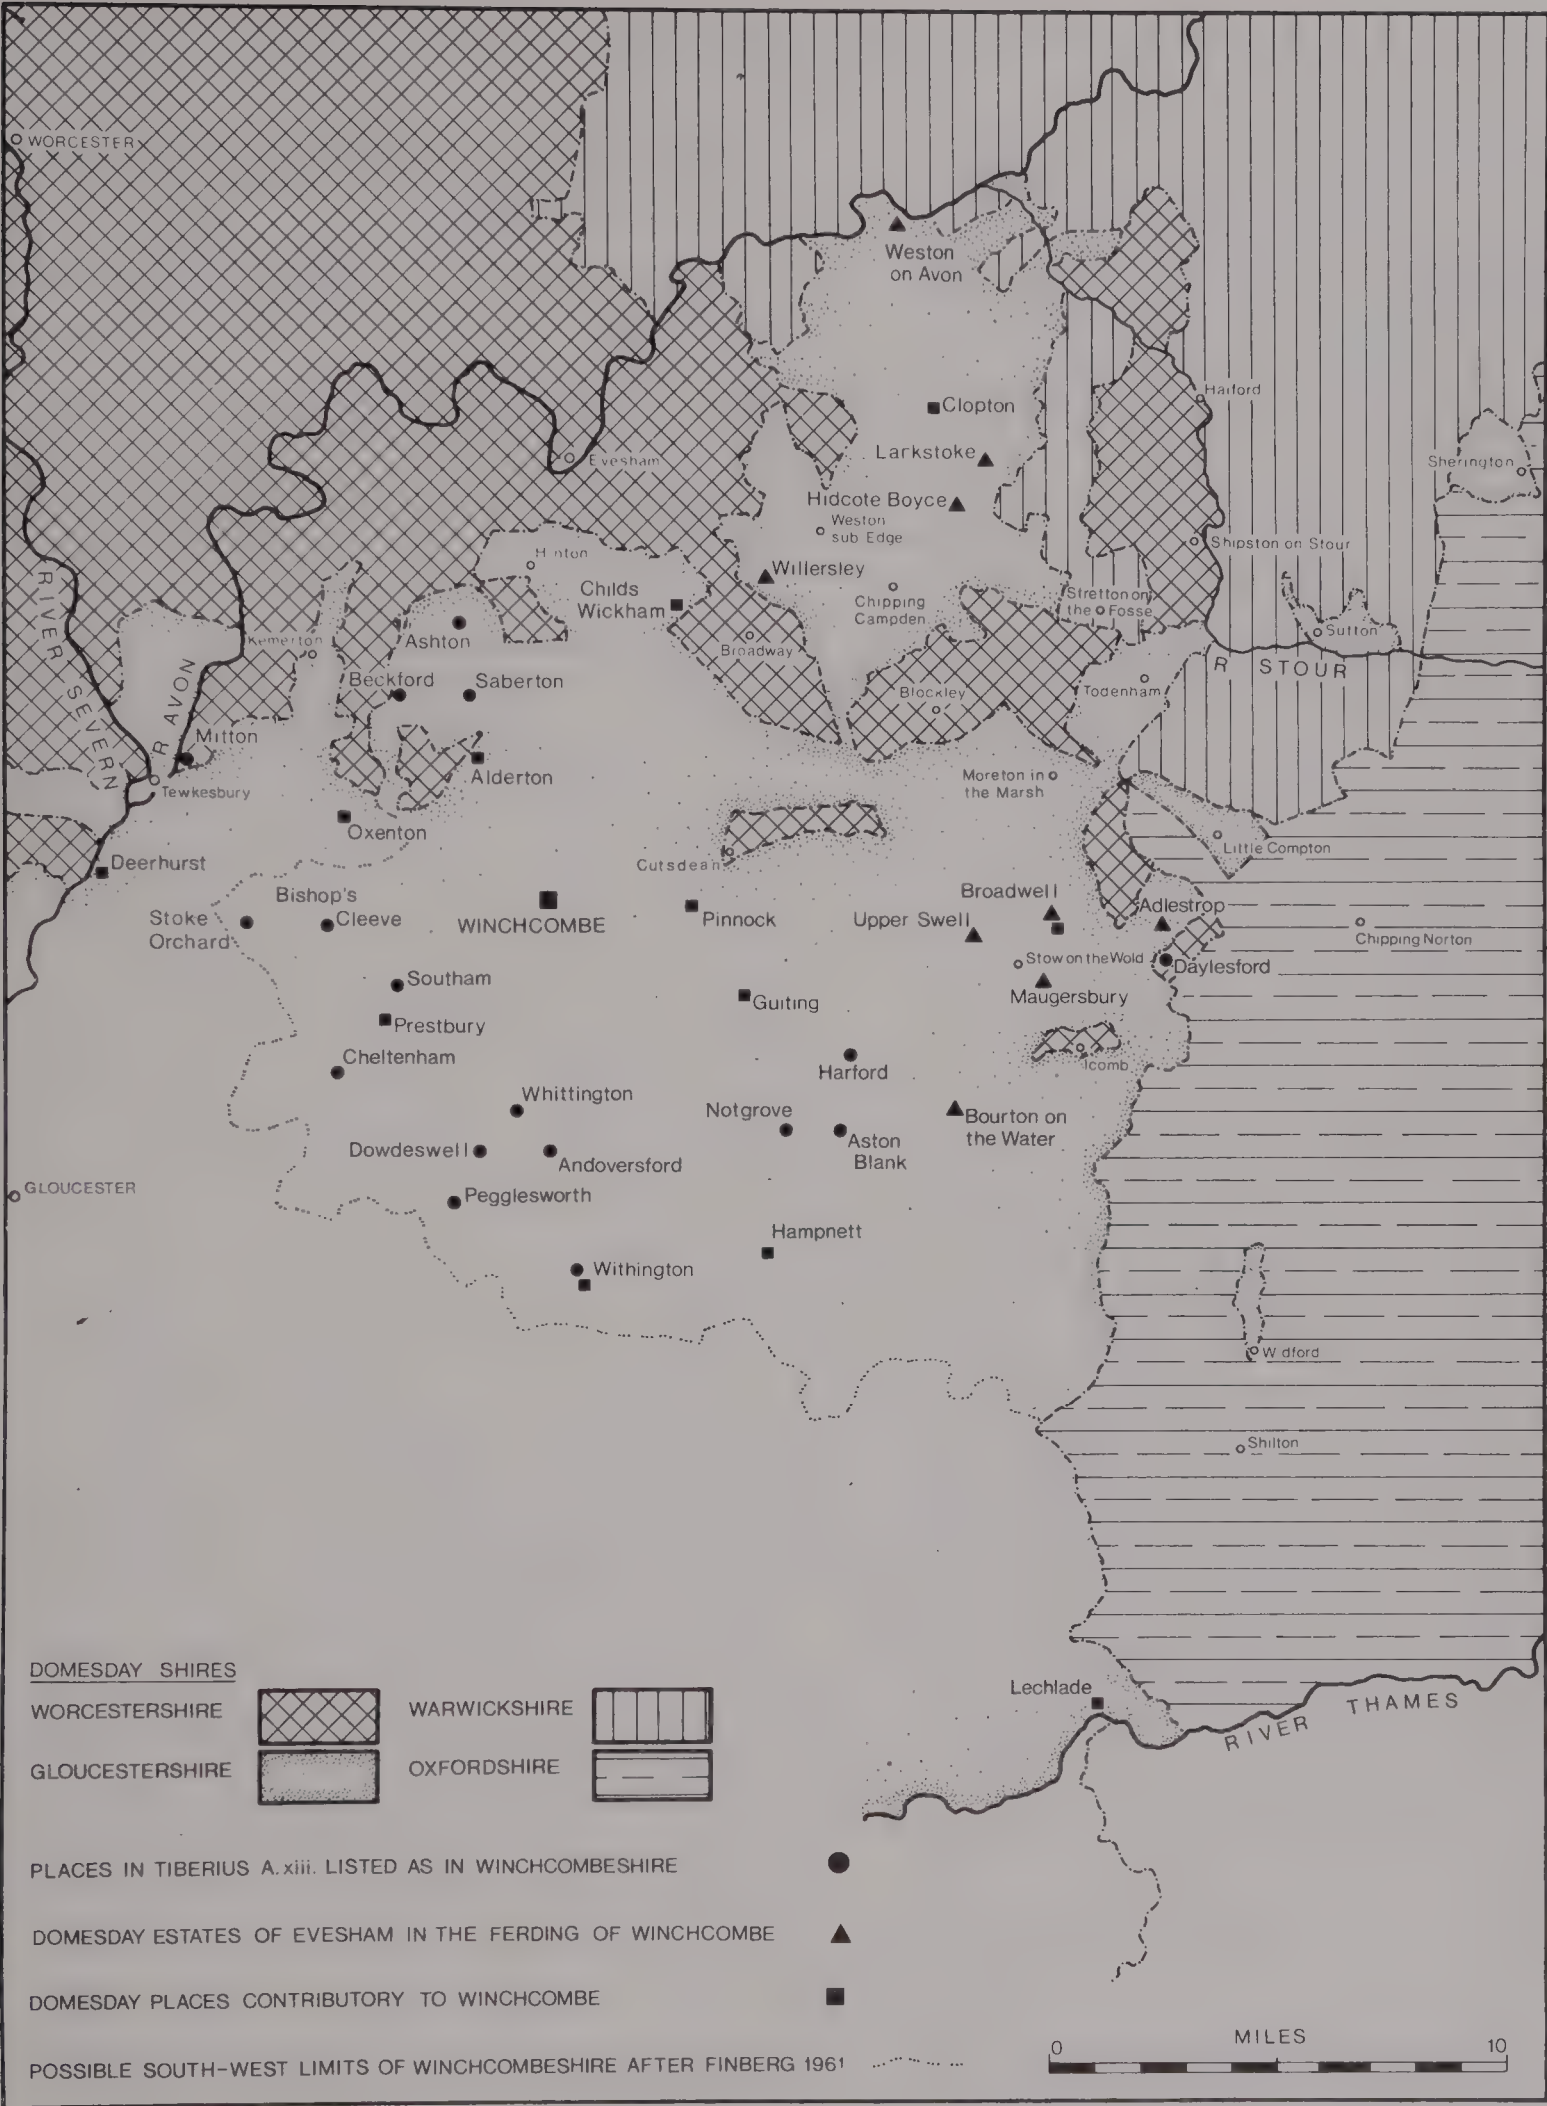 WORCESTER
Weston
on Avon
Clopton
Halford
Larkstoke
Evesham
Sherington
Hidcote Boyce
Weston
sub Edge
Hinton
Shipston on Stour
Willersley
Childs
Wickham
Chipping
Campden
Stretton on
the Fosse
Ashton
Kemerton
Broadway
Sutton
R STOUR
RIVER SEVERN
R AVON
Beckford
Saberton
Blockley
Todenham
Mitton
Alderton
Moreton in
the Marsh
Tewkesbury
Oxenton
Little Compton
Deerhurst
Cutsdean
Bishop's
Cleeve
Broadwell
Stoke
Orchard
WINCHCOMBE
Pinnock
Upper Swell
Adlestrop
Chipping Norton
Stow on the Wold
Daylesford
Southam
Guiting
Maugersbury
Prestbury
Cheltenham
Harford
Icomb
Whittington
Notgrove
Bourton on
the Water
Aston
Blank
Dowdeswell
Andoversford
GLOUCESTER
Pegglesworth
Hampnett
Withington
Widford
Shilton
Lechlade
RIVER THAMES
DOMESDAY SHIRES
WORCESTERSHIRE
WARWICKSHIRE
GLOUCESTERSHIRE
OXFORDSHIRE
PLACES IN TIBERIUS A.xiii. LISTED AS IN WINCHCOMBESHIRE
DOMESDAY ESTATES OF EVESHAM IN THE FERDING OF WINCHCOMBE
DOMESDAY PLACES CONTRIBUTORY TO WINCHCOMBE
POSSIBLE SOUTH-WEST LIMITS OF WINCHCOMBESHIRE AFTER FINBERG 1961
MILES
0 10